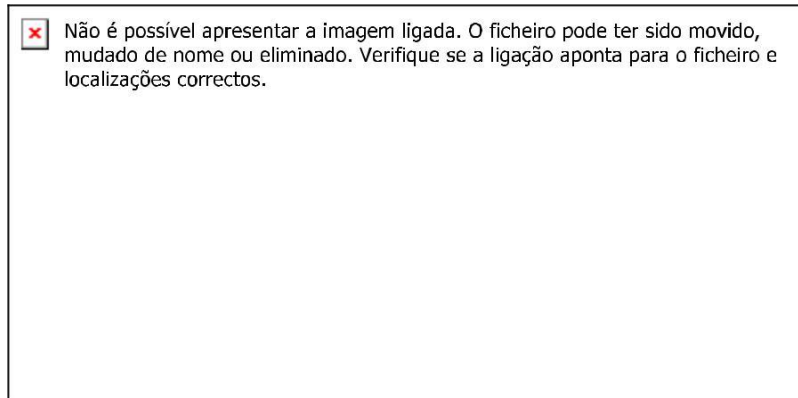 Não é possível apresentar a imagem ligada. O ficheiro pode ter sido movido,
mudado de nome ou eliminado. Verifique se a ligação aponta para o ficheiro e
localizações correctos.